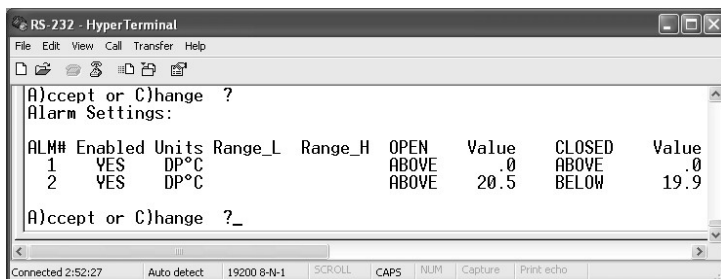 RS-232 - HyperTerminal
File Edit View Call Transfer Help
A)ccept or C)hange ?
Alarm Settings:
ALM# Enabled Units Range_L Range_H OPEN Value CLOSED Value
1 YES DP°C ABOVE .0 ABOVE .0
2 YES DP°C ABOVE 20.5 BELOW 19.9
A)ccept or C)hange ?_
Connected 2:52:27 Auto detect 19200 8-N-1 SCROLL CAPS NUM Capture Print echo